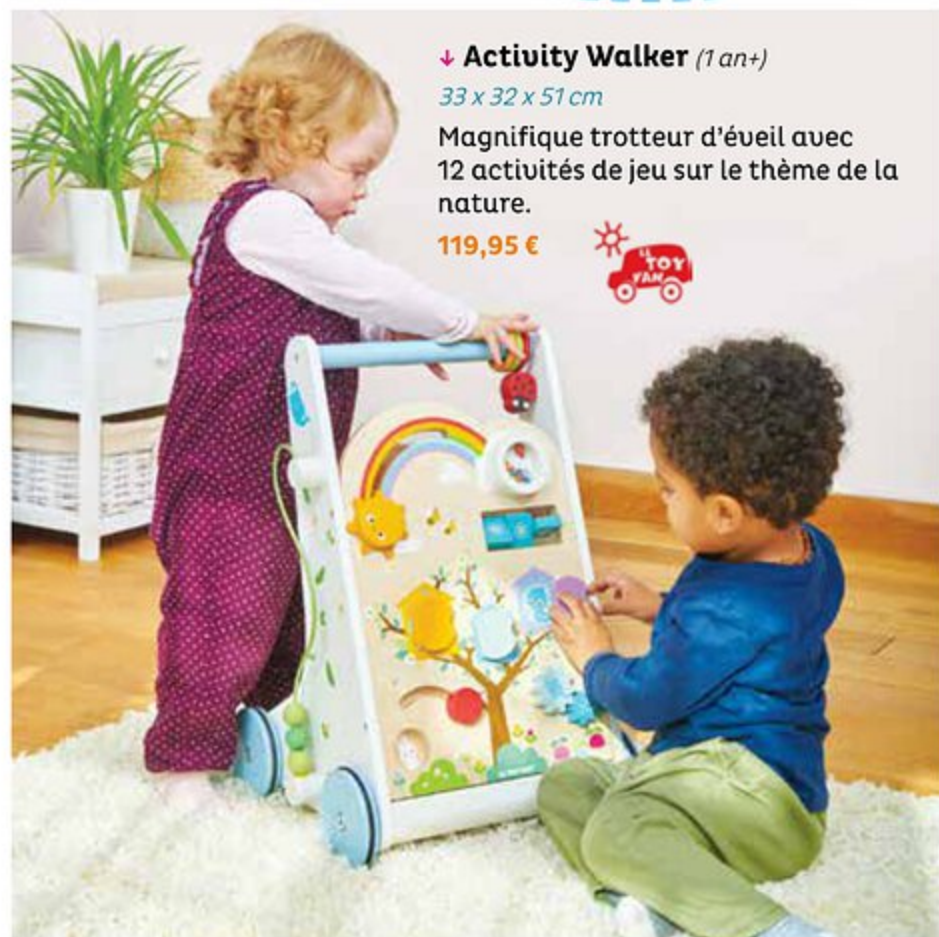 ↓ Activity Walker (1 an+)
33 x 32 x 51 cm
Magnifique trotteur d'éveil avec
12 activités de jeu sur le thème de la
nature.
119,95 €
LE
TOY
VAN